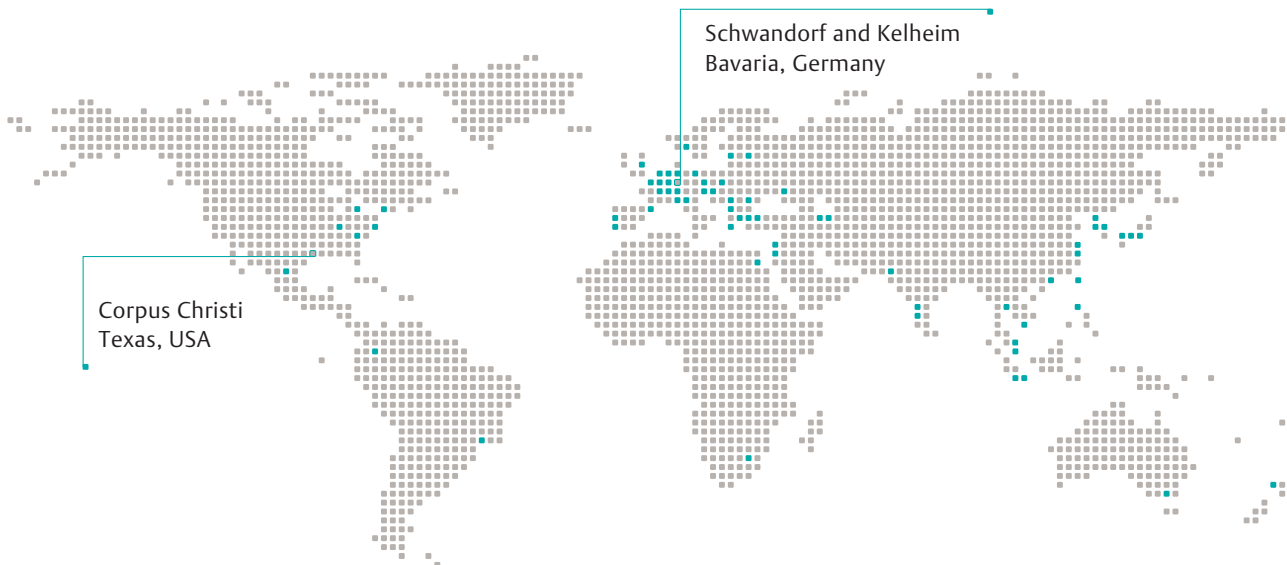 Schwandorf and Kelheim
Bavaria, Germany
Corpus Christi
Texas, USA